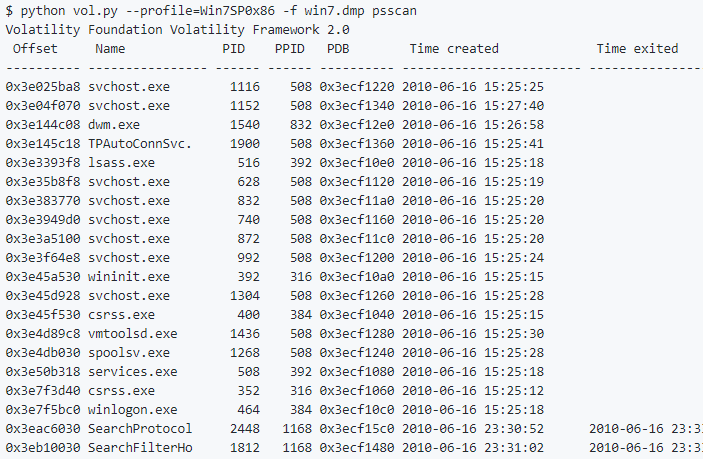 $ python vol.py --profile=Win7SP0x86 -f win7.dmp psscan
Volatility Foundation Volatility Framework 2.0
Offset Name PID PPID PDB Time created Time exited
---------- ---------------- ------ ------ ---------- ------------------------ ---------------
0x3e025ba8 svchost.exe 1116 508 0x3ecf1220 2010-06-16 15:25:25
0x3e04f070 svchost.exe 1152 508 0x3ecf1340 2010-06-16 15:27:40
0x3e144c08 dwm.exe 1540 832 0x3ecf12e0 2010-06-16 15:26:58
0x3e145c18 TPAutoConnSvc. 1900 508 0x3ecf1360 2010-06-16 15:25:41
0x3e3393f8 lsass.exe 516 392 0x3ecf10e0 2010-06-16 15:25:18
0x3e35b8f8 svchost.exe 628 508 0x3ecf1120 2010-06-16 15:25:19
0x3e383770 svchost.exe 832 508 0x3ecf11a0 2010-06-16 15:25:20
0x3e3949d0 svchost.exe 740 508 0x3ecf1160 2010-06-16 15:25:20
0x3e3a5100 svchost.exe 872 508 0x3ecf11c0 2010-06-16 15:25:20
0x3e3f64e8 svchost.exe 992 508 0x3ecf1200 2010-06-16 15:25:24
0x3e45a530 wininit.exe 392 316 0x3ecf10a0 2010-06-16 15:25:15
0x3e45d928 svchost.exe 1304 508 0x3ecf1260 2010-06-16 15:25:28
0x3e45f530 csrss.exe 400 384 0x3ecf1040 2010-06-16 15:25:15
0x3e4d89c8 vmtoolsd.exe 1436 508 0x3ecf1280 2010-06-16 15:25:30
0x3e4db030 spoolsv.exe 1268 508 0x3ecf1240 2010-06-16 15:25:28
0x3e50b318 services.exe 508 392 0x3ecf1080 2010-06-16 15:25:18
0x3e7f3d40 csrss.exe 352 316 0x3ecf1060 2010-06-16 15:25:12
0x3e7f5bc0 winlogon.exe 464 384 0x3ecf10c0 2010-06-16 15:25:18
0x3eac6030 SearchProtocol 2448 1168 0x3ecf15c0 2010-06-16 23:30:52 2010-06-16 23:3
0x3eb10030 SearchFilterHo 1812 1168 0x3ecf1480 2010-06-16 23:31:02 2010-06-16 23:3